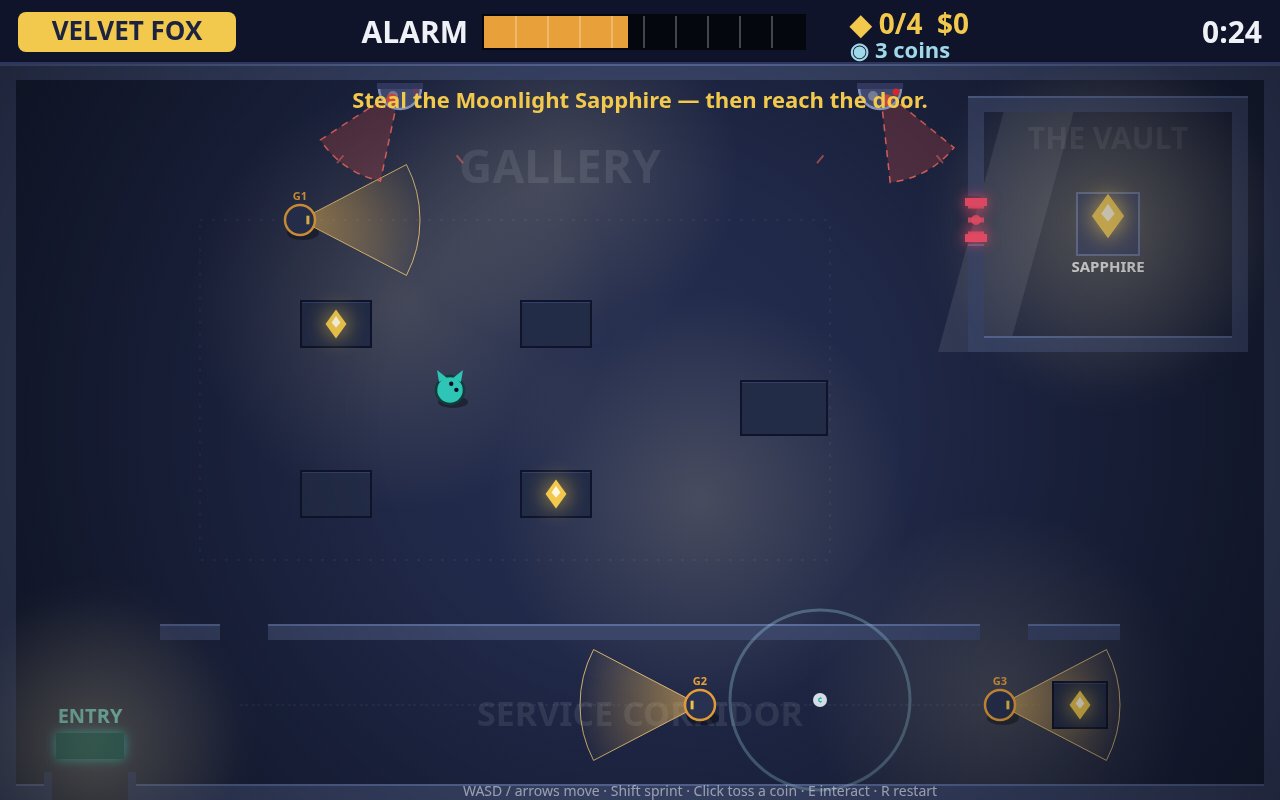 VELVET FOX
ALARM
◆ 0/4 $0
◉ 3 coins
0:24
Steal the Moonlight Sapphire — then reach the door.
GALLERY
THE VAULT
G1
SAPPHIRE
G2
G3
SERVICE CORRIDOR
ENTRY
¢
WASD / arrows move · Shift sprint · Click toss a coin · E interact · R restart